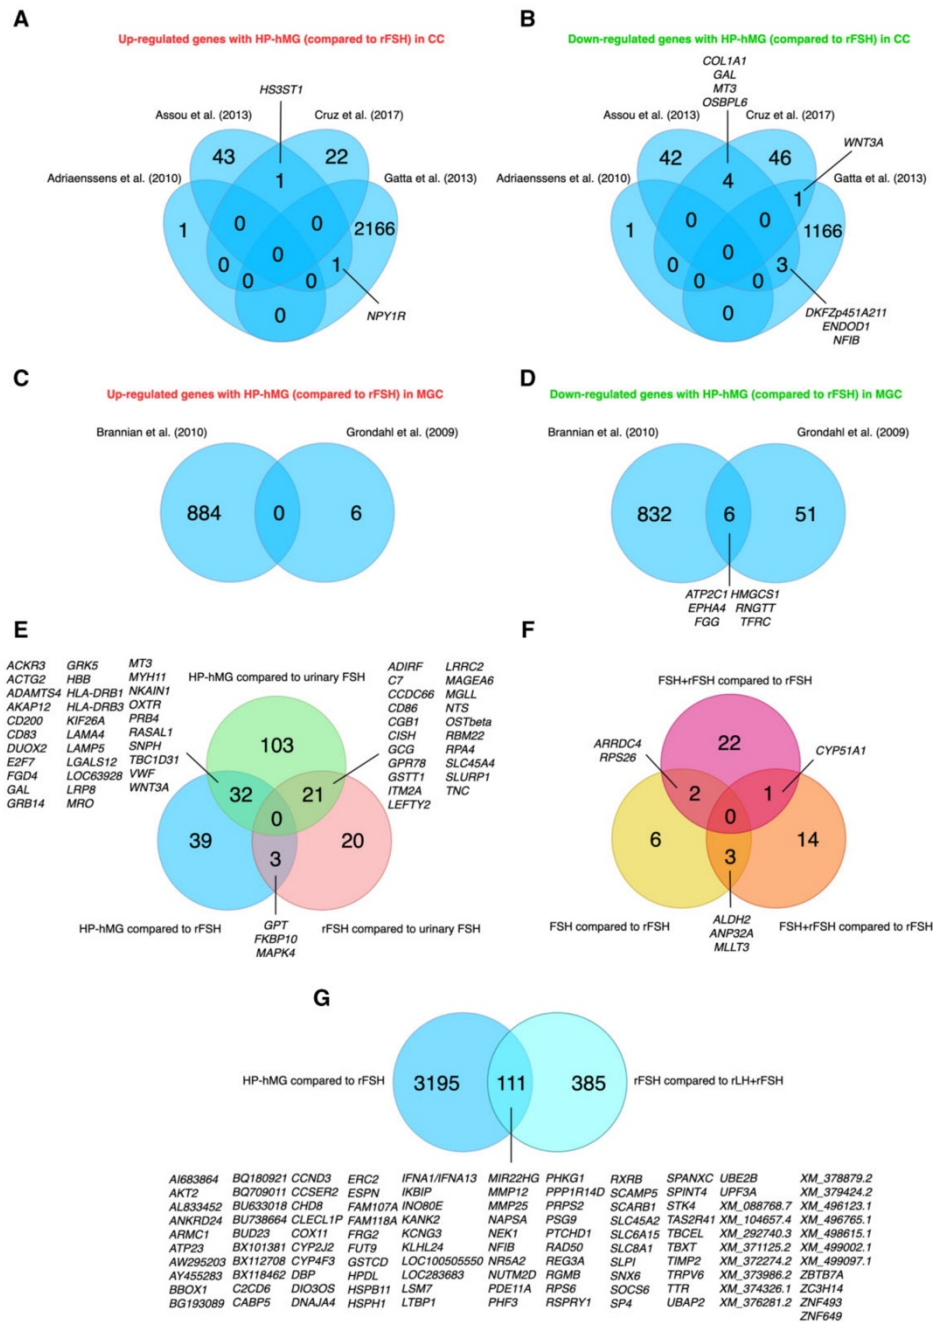 A
Up-regulated genes with HP-hMG (compared to rFSH) in CC
HS3ST1
Assou et al. (2013)
Cruz et al. (2017)
Adriaenssens et al. (2010)
Gatta et al. (2013)
43
22
1
1
2166
0
0
0
0
1
0
0
0
NPY1R
B
Down-regulated genes with HP-hMG (compared to rFSH) in CC
COL1A1
GAL
MT3
OSBPL6
Assou et al. (2013)
Cruz et al. (2017)
WNT3A
Adriaenssens et al. (2010)
Gatta et al. (2013)
42
46
4
1
1
1166
0
0
0
0
3
0
0
0
DKFZp451A211
ENDOD1
NFIB
C
Up-regulated genes with HP-hMG (compared to rFSH) in MGC
Brannian et al. (2010)
Grondahl et al. (2009)
884
0
6
D
Down-regulated genes with HP-hMG (compared to rFSH) in MGC
Brannian et al. (2010)
Grondahl et al. (2009)
832
6
51
ATP2C1 HMGCS1
EPHA4 RNGTT
FGG TFRC
E
ACKR3 GRK5 MT3
ACTG2 HBB MYH11
ADAMTS4 HLA-DRB1 NKAIN1
AKAP12 HLA-DRB3 OXTR
CD200 KIF26A PRB4
CD83 LAMA4 RASAL1
DUOX2 LAMP5 SNPH
E2F7 LGALS12 TBC1D31
FGD4 LOC63928 VWF
GAL LRP8 WNT3A
GRB14 MRO
HP-hMG compared to urinary FSH
ADIRF LRRC2
C7 MAGEA6
CCDC66 MGLL
CD86 NTS
CGB1 OSTbeta
CISH RBM22
GCG RPA4
GPR78 SLC45A4
GSTT1 SLURP1
ITM2A TNC
LEFTY2
103
32
21
0
39
20
3
HP-hMG compared to rFSH
rFSH compared to urinary FSH
GPT
FKBP10
MAPK4
F
FSH+rFSH compared to rFSH
ARRDC4
RPS26
CYP51A1
22
2
1
0
6
14
3
FSH compared to rFSH
FSH+rFSH compared to rFSH
ALDH2
ANP32A
MLLT3
G
HP-hMG compared to rFSH
rFSH compared to rLH+rFSH
3195
111
385
AI683864 BQ180921 CCND3 ERC2 IFNA1/IFNA13 MIR22HG PHKG1 RXRB SPANXC UBE2B XM_378879.2
AKT2 BQ709011 CCSER2 ESPN IKBIP MMP12 PPP1R14D SCAMP5 SPINT4 UPF3A XM_379424.2
AL833452 BU633018 CHD8 FAM107A INO80E MMP25 PRPS2 SCARB1 STK4 XM_088768.7 XM_496123.1
ANKRD24 BU738664 CLECL1P FAM118A KANK2 NAPSA PSG9 SLC45A2 TAS2R41 XM_104657.4 XM_496765.1
ARMC1 BUD23 COX11 FRG2 KCNG3 NEK1 PTCHD1 SLC6A15 TBCEL XM_292740.3 XM_498615.1
ATP23 BX101381 CYP2J2 FUT9 KLHL24 NFIB RAD50 SLC8A1 TBXT XM_371125.2 XM_499002.1
AW295203 BX112708 CYP4F3 GSTCD LOC100505550 NR5A2 REG3A SLPI TIMP2 XM_372274.2 XM_499097.1
AY455283 BX118462 DBP HPDL LOC283683 NUTM2D RGMB SNX6 TRPV6 XM_373986.2 ZBTB7A
BBOX1 C2CD6 DIO3OS HSPB11 LSM7 PDE11A RPS6 SOCS6 TTR XM_374326.1 ZC3H14
BG193089 CABP5 DNAJA4 HSPH1 LTBP1 PHF3 RSPRY1 SP4 UBAP2 XM_376281.2 ZNF493
ZNF649